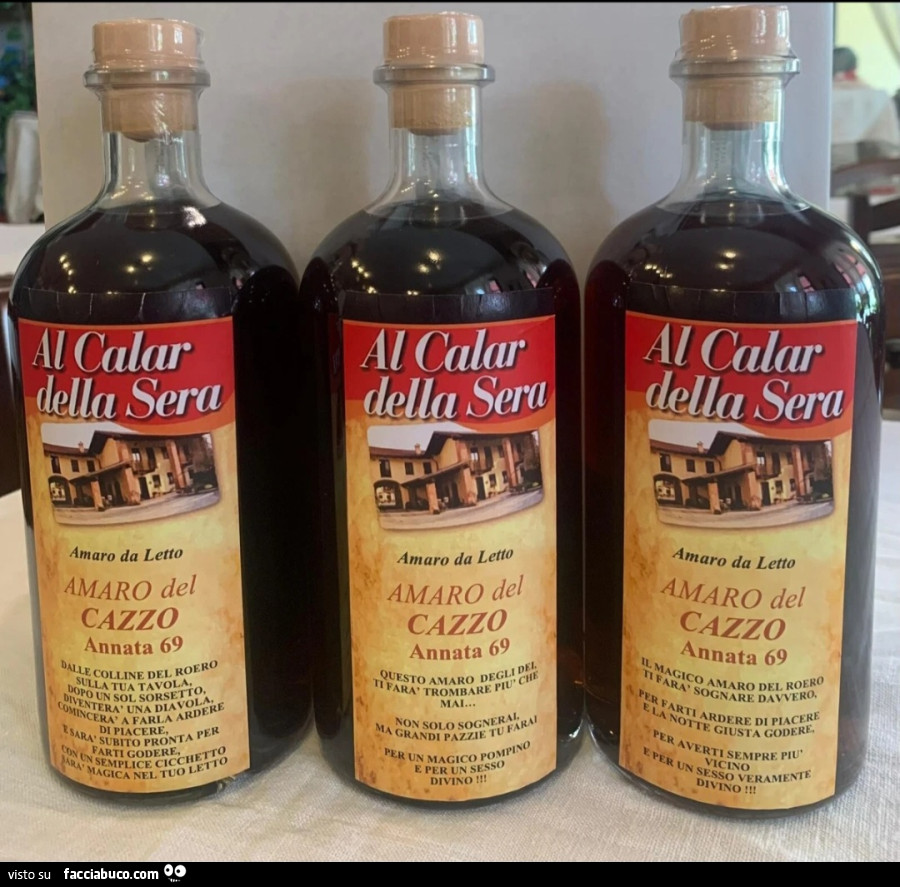 Al Calar
della Sera
Amaro da Letto
AMARO del
CAZZO
Annata 69
DALLE COLLINE DEL ROERO
SULLA TUA TAVOLA,
DOPO UN SOL SORSETTO,
DIVENTERA' UNA DIAVOLA,
COMINCERA' A FARLA ARDERE
DI PIACERE,
E SARA' SUBITO PRONTA PER
FARTI GODERE,
CON UN SEMPLICE CICCHETTO
SARA' MAGICA NEL TUO LETTO
Al Calar
della Sera
Amaro da Letto
AMARO del
CAZZO
Annata 69
QUESTO AMARO DEGLI DEI,
TI FARA' TROMBARE PIU' CHE
MAI...
NON SOLO SOGNERAI,
MA GRANDI PAZZIE TU FARAI
PER UN MAGICO POMPINO
E PER UN SESSO
DIVINO !!!
Al Calar
della Sera
Amaro da Letto
AMARO del
CAZZO
Annata 69
IL MAGICO AMARO DEL ROERO
TI FARA' SOGNARE DAVVERO,
PER FARTI ARDERE DI PIACERE
E LA NOTTE GIUSTA GODERE,
PER AVERTI SEMPRE PIU'
VICINO
E PER UN SESSO VERAMENTE
DIVINO !!!
visto su facciabuco.com